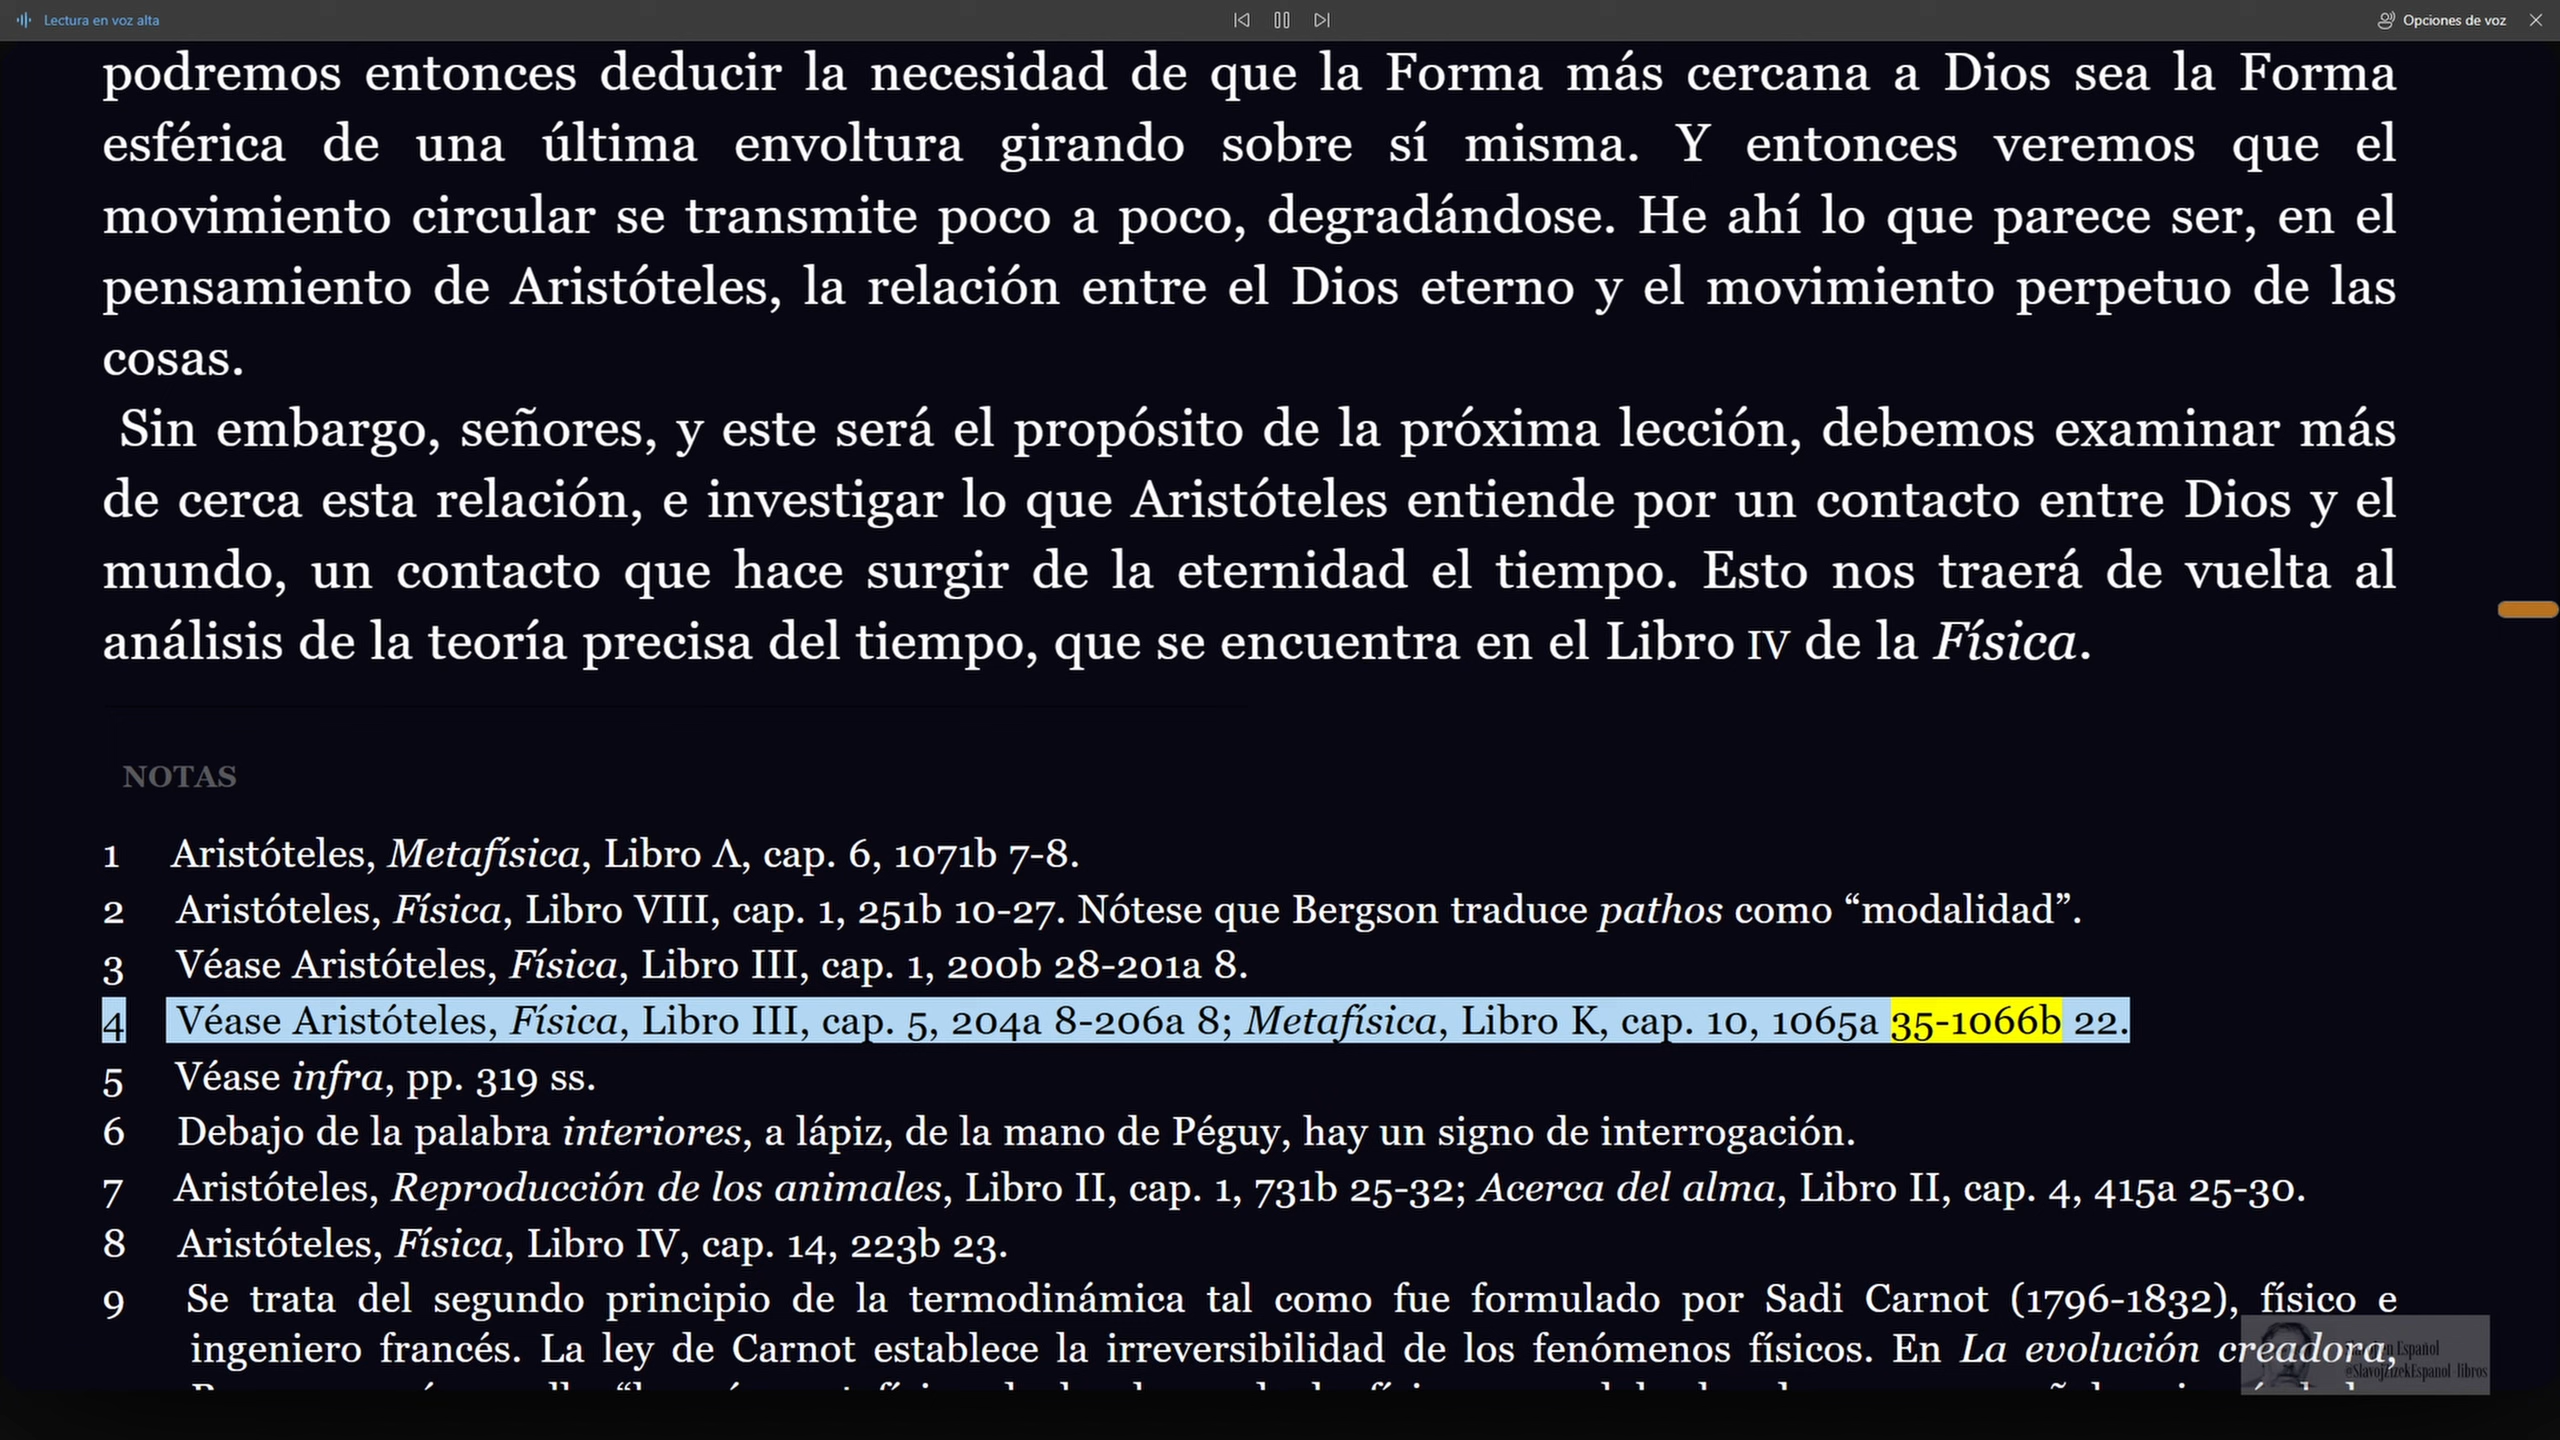 Lectura en voz alta
Opciones de voz
podremos entonces deducir la necesidad de que la Forma más cercana a Dios sea la Forma
esférica de una última envoltura girando sobre sí misma. Y entonces veremos que el
movimiento circular se transmite poco a poco, degradándose. He ahí lo que parece ser, en el
pensamiento de Aristóteles, la relación entre el Dios eterno y el movimiento perpetuo de las
cosas.
Sin embargo, señores, y este será el propósito de la próxima lección, debemos examinar más
de cerca esta relación, e investigar lo que Aristóteles entiende por un contacto entre Dios y el
mundo, un contacto que hace surgir de la eternidad el tiempo. Esto nos traerá de vuelta al
análisis de la teoría precisa del tiempo, que se encuentra en el Libro IV de la Física.
NOTAS
1 Aristóteles, Metafísica, Libro Λ, cap. 6, 1071b 7-8.
2 Aristóteles, Física, Libro VIII, cap. 1, 251b 10-27. Nótese que Bergson traduce pathos como “modalidad”.
3 Véase Aristóteles, Física, Libro III, cap. 1, 200b 28-201a 8.
4 Véase Aristóteles, Física, Libro III, cap. 5, 204a 8-206a 8; Metafísica, Libro K, cap. 10, 1065a 35-1066b 22.
5 Véase infra, pp. 319 ss.
6 Debajo de la palabra interiores, a lápiz, de la mano de Péguy, hay un signo de interrogación.
7 Aristóteles, Reproducción de los animales, Libro II, cap. 1, 731b 25-32; Acerca del alma, Libro II, cap. 4, 415a 25-30.
8 Aristóteles, Física, Libro IV, cap. 14, 223b 23.
9 Se trata del segundo principio de la termodinámica tal como fue formulado por Sadi Carnot (1796-1832), físico e
ingeniero francés. La ley de Carnot establece la irreversibilidad de los fenómenos físicos. En La evolución creadora,
en Español
@SlavojZizekEspanol libros